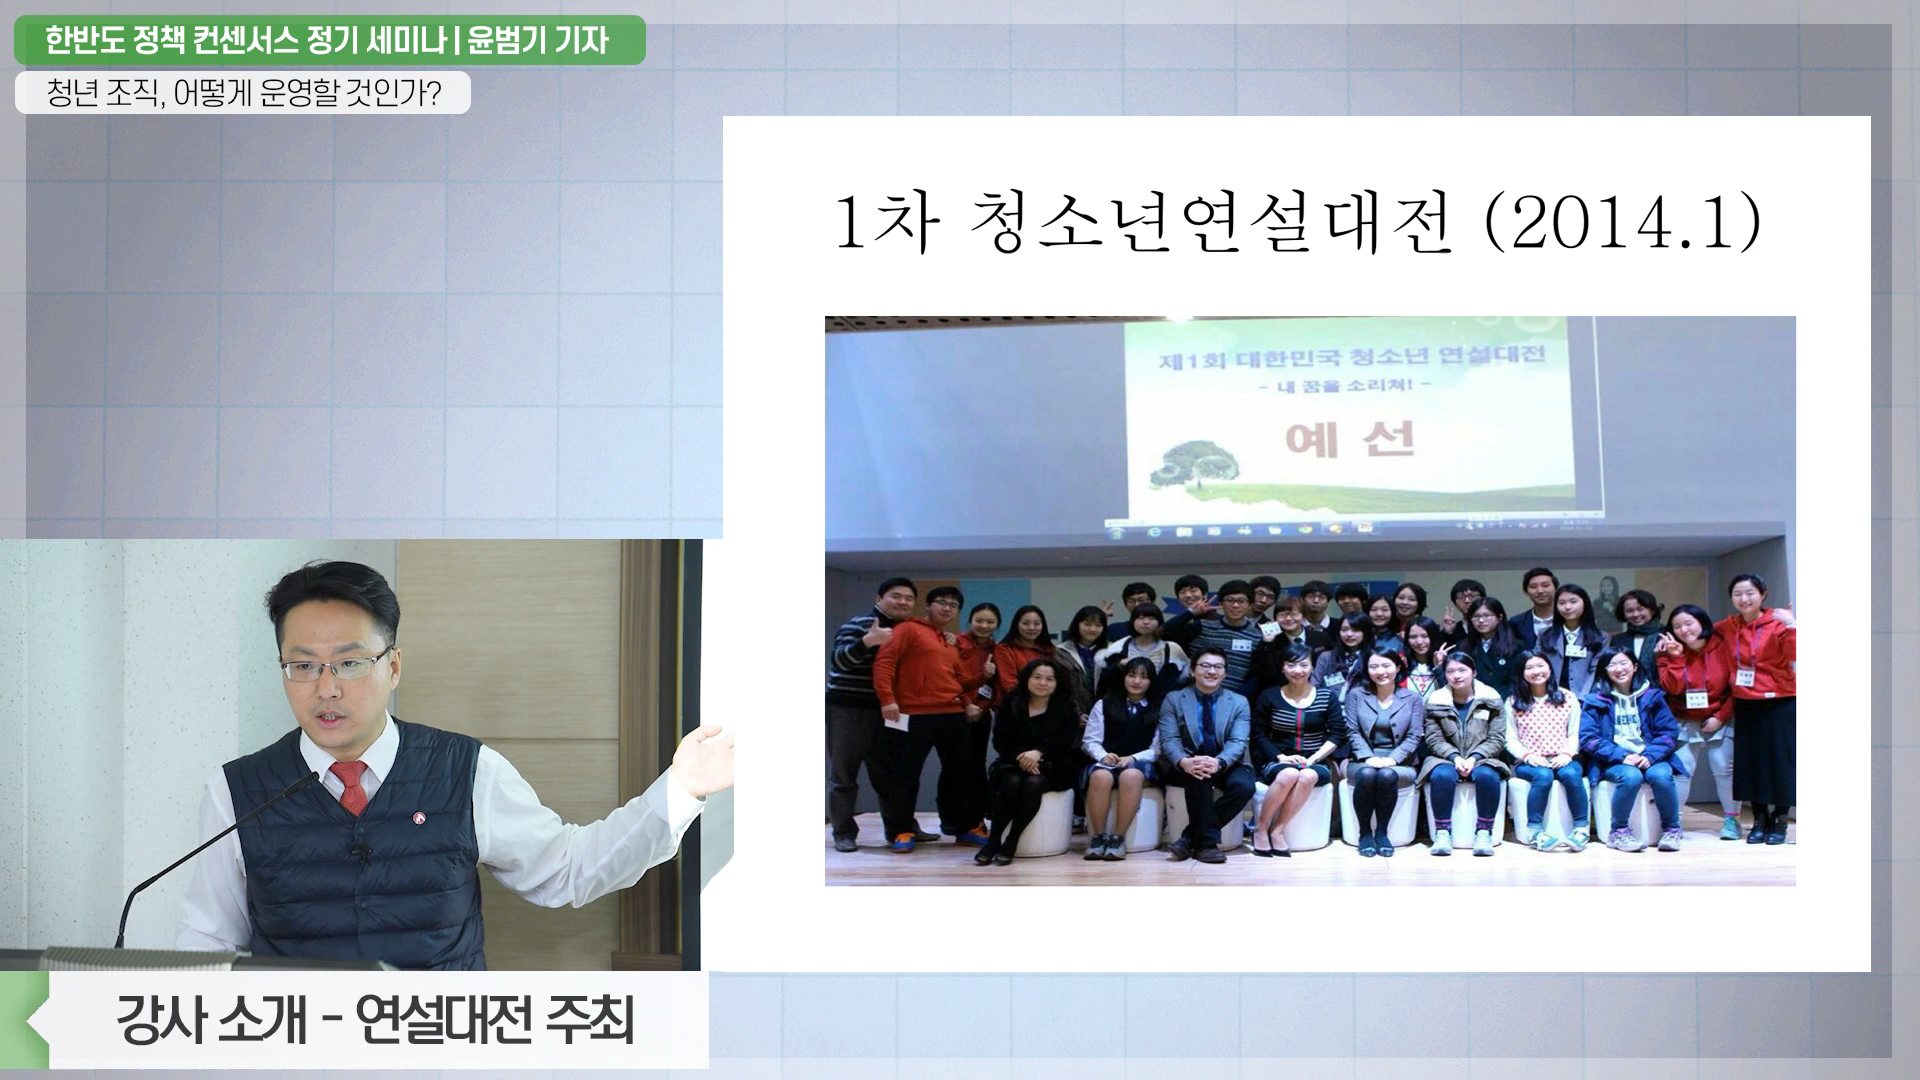 한반도 정책 컨센서스 정기 세미나 | 윤범기 기자
청년 조직, 어떻게 운영할 것인가?
1차 청소년연설대전 (2014.1)
제1회 대한민국 청소년 연설대전
- 내 꿈을 소리쳐! -
예 선
강사 소개 - 연설대전 주최